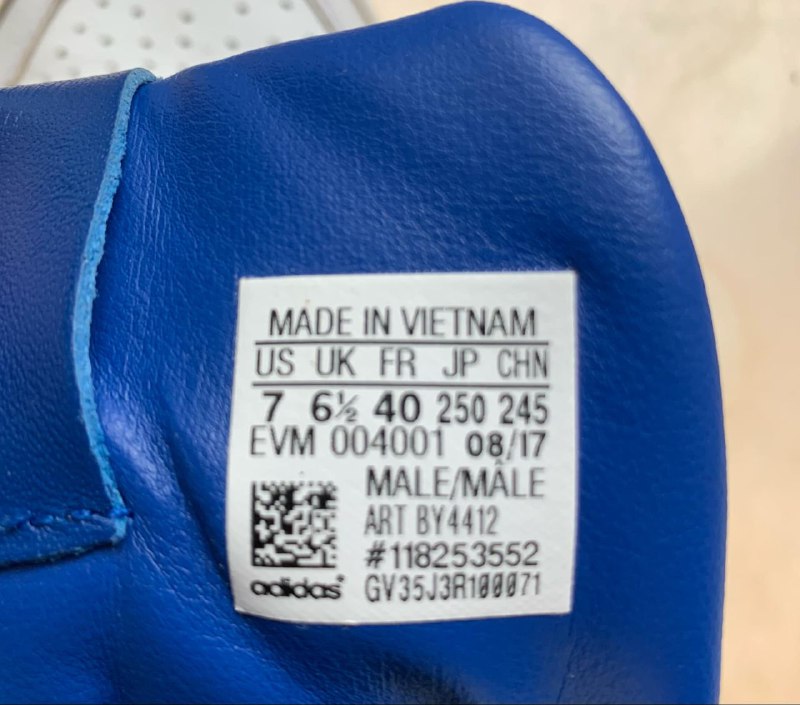 MADE IN VIETNAM
US UK FR JP CHN
7 6½ 40 250 245
EVM 004001 08/17
MALE/MÂLE
ART BY4412
#118253552
adidas GV35J3R100071